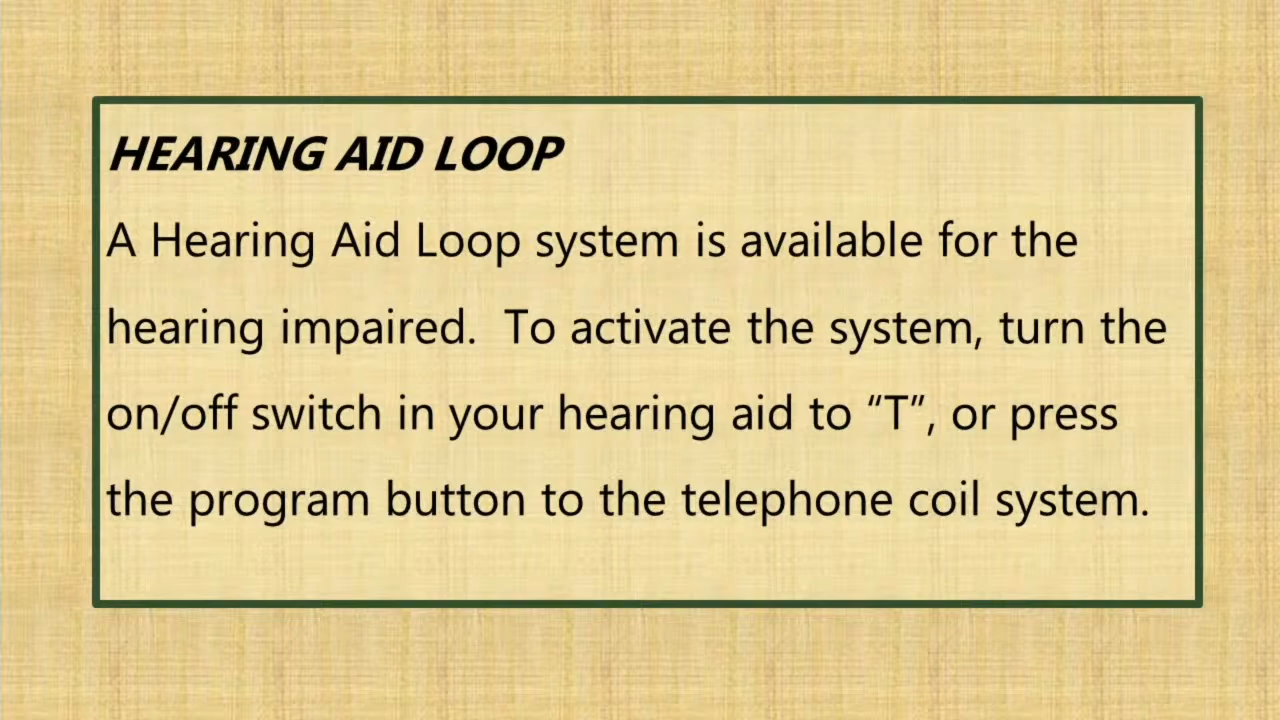 HEARING AID LOOP
A Hearing Aid Loop system is available for the
hearing impaired.  To activate the system, turn the
on/off switch in your hearing aid to “T”, or press
the program button to the telephone coil system.